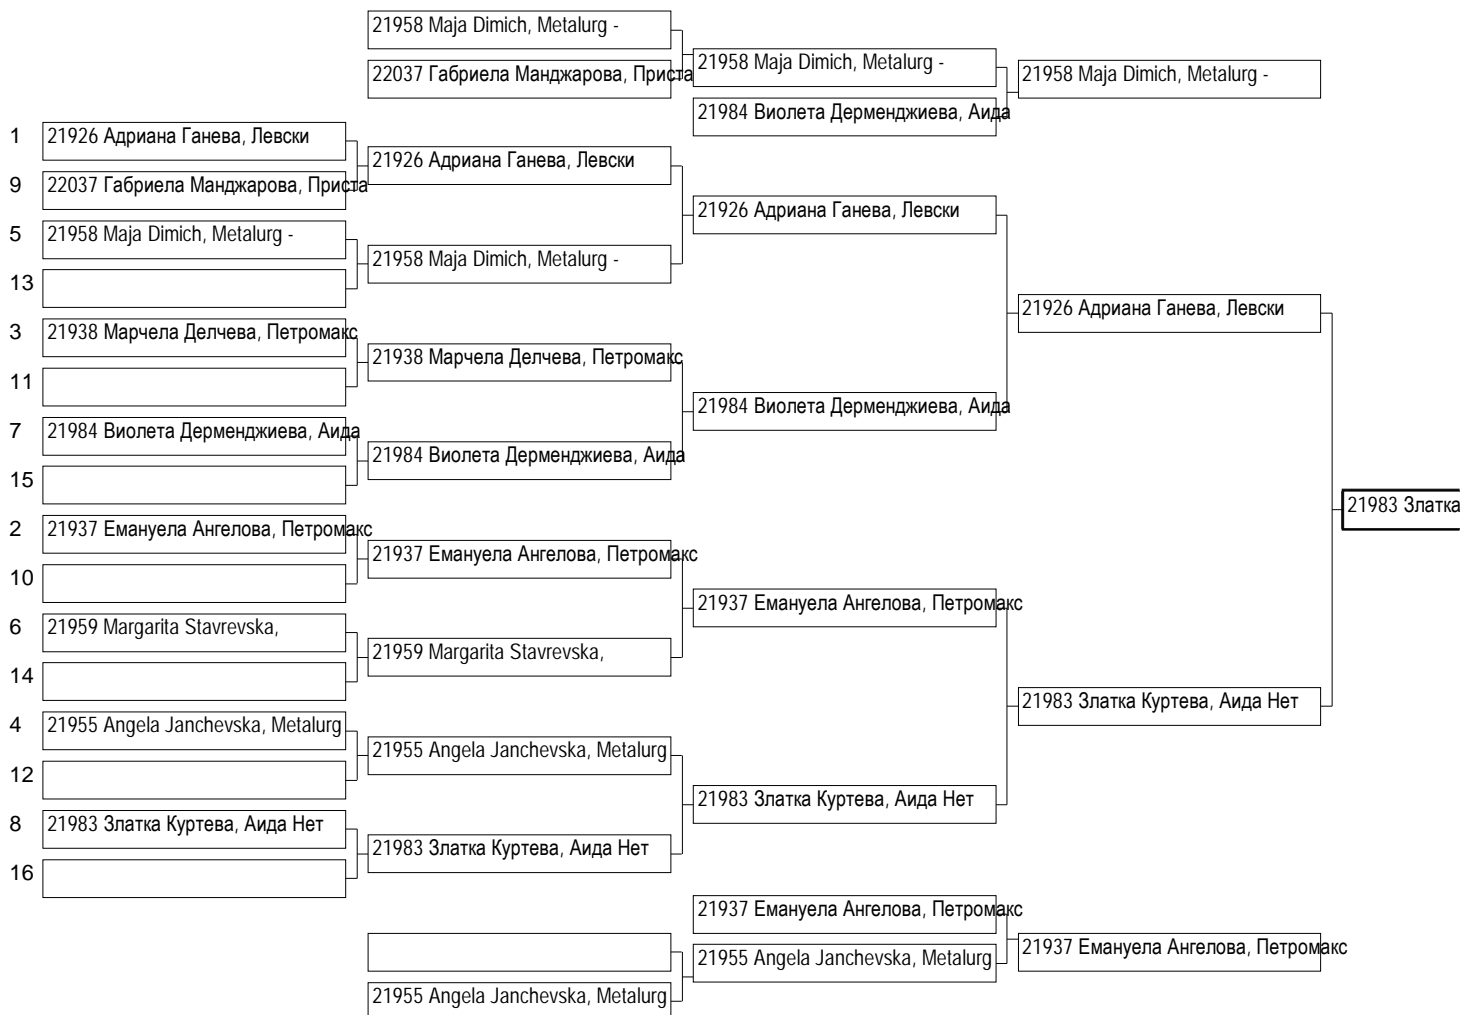 21958 Maja Dimich, Metalurg -
22037 Габриела Манджарова, Приста
21958 Maja Dimich, Metalurg -
21984 Виолета Дерменджиева, Аида
21958 Maja Dimich, Metalurg -
1 21926 Адриана Ганева, Левски
9 22037 Габриела Манджарова, Приста
5 21958 Maja Dimich, Metalurg -
13
3 21938 Марчела Делчева, Петромакс
11
7 21984 Виолета Дерменджиева, Аида
15
2 21937 Емануела Ангелова, Петромакс
10
6 21959 Margarita Stavrevska,
14
4 21955 Angela Janchevska, Metalurg
12
8 21983 Златка Куртева, Аида Нет
16
21926 Адриана Ганева, Левски
21958 Maja Dimich, Metalurg -
21938 Марчела Делчева, Петромакс
21984 Виолета Дерменджиева, Аида
21937 Емануела Ангелова, Петромакс
21959 Margarita Stavrevska,
21955 Angela Janchevska, Metalurg
21983 Златка Куртева, Аида Нет
21926 Адриана Ганева, Левски
21984 Виолета Дерменджиева, Аида
21937 Емануела Ангелова, Петромакс
21983 Златка Куртева, Аида Нет
21926 Адриана Ганева, Левски
21983 Златка Куртева, Аида Нет
21983 Златка
21955 Angela Janchevska, Metalurg
21937 Емануела Ангелова, Петромакс
21955 Angela Janchevska, Metalurg
21937 Емануела Ангелова, Петромакс